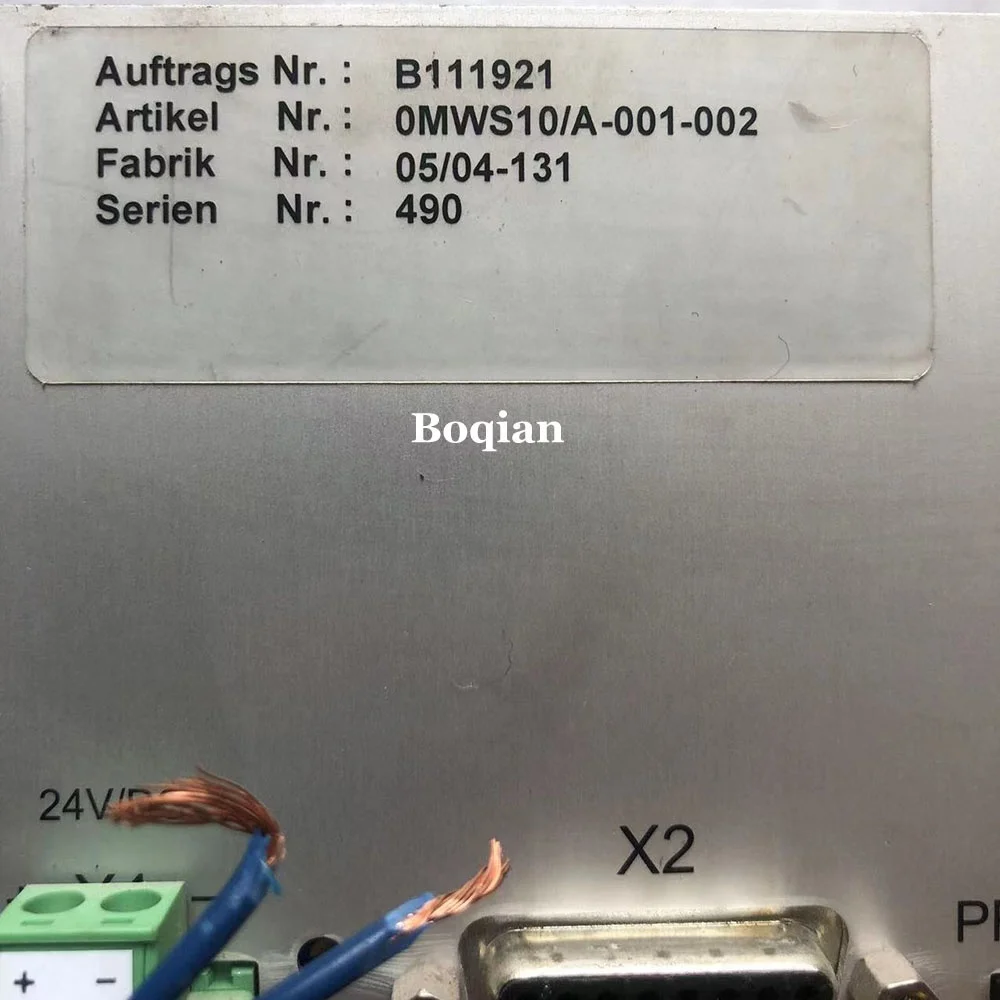 Auftrags Nr. : B111921
Artikel Nr. : 0MWS10/A-001-002
Fabrik Nr. : 05/04-131
Serien Nr. : 490
Boqian
X2
+ -